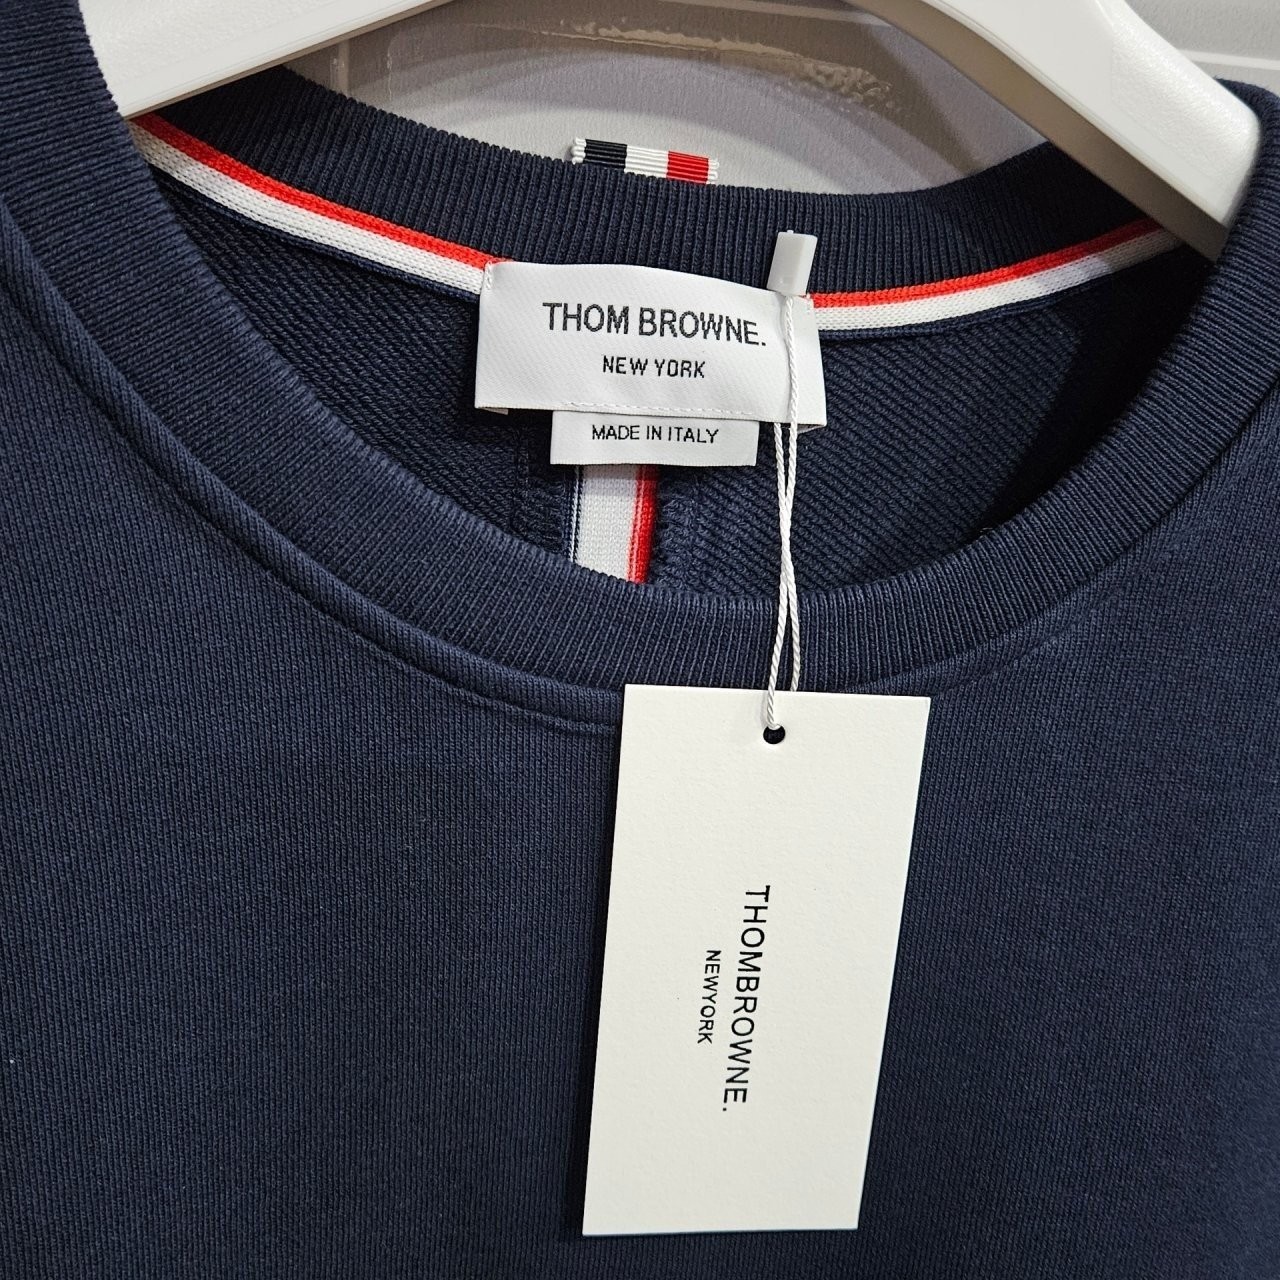 THOM BROWNE.
NEW YORK
MADE IN ITALY
THOMBROWNE.
NEWYORK